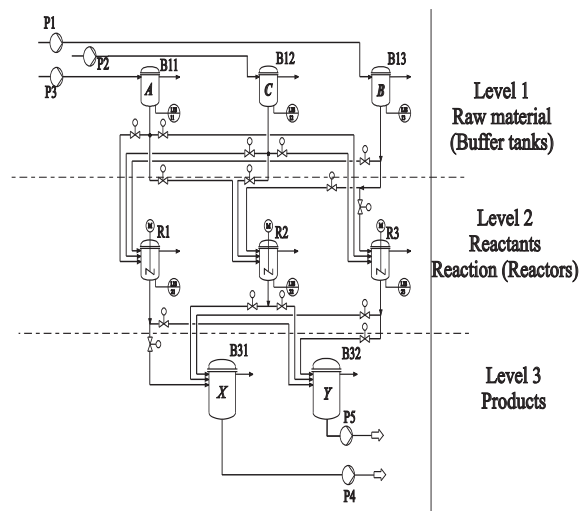 P1
P2
P3
B11
B12
B13
A
C
B
Level 1
Raw material
(Buffer tanks)
M
M
M
R1
R2
R3
Level 2
Reactants
Reaction (Reactors)
B31
B32
X
Y
Level 3
Products
P5
P4